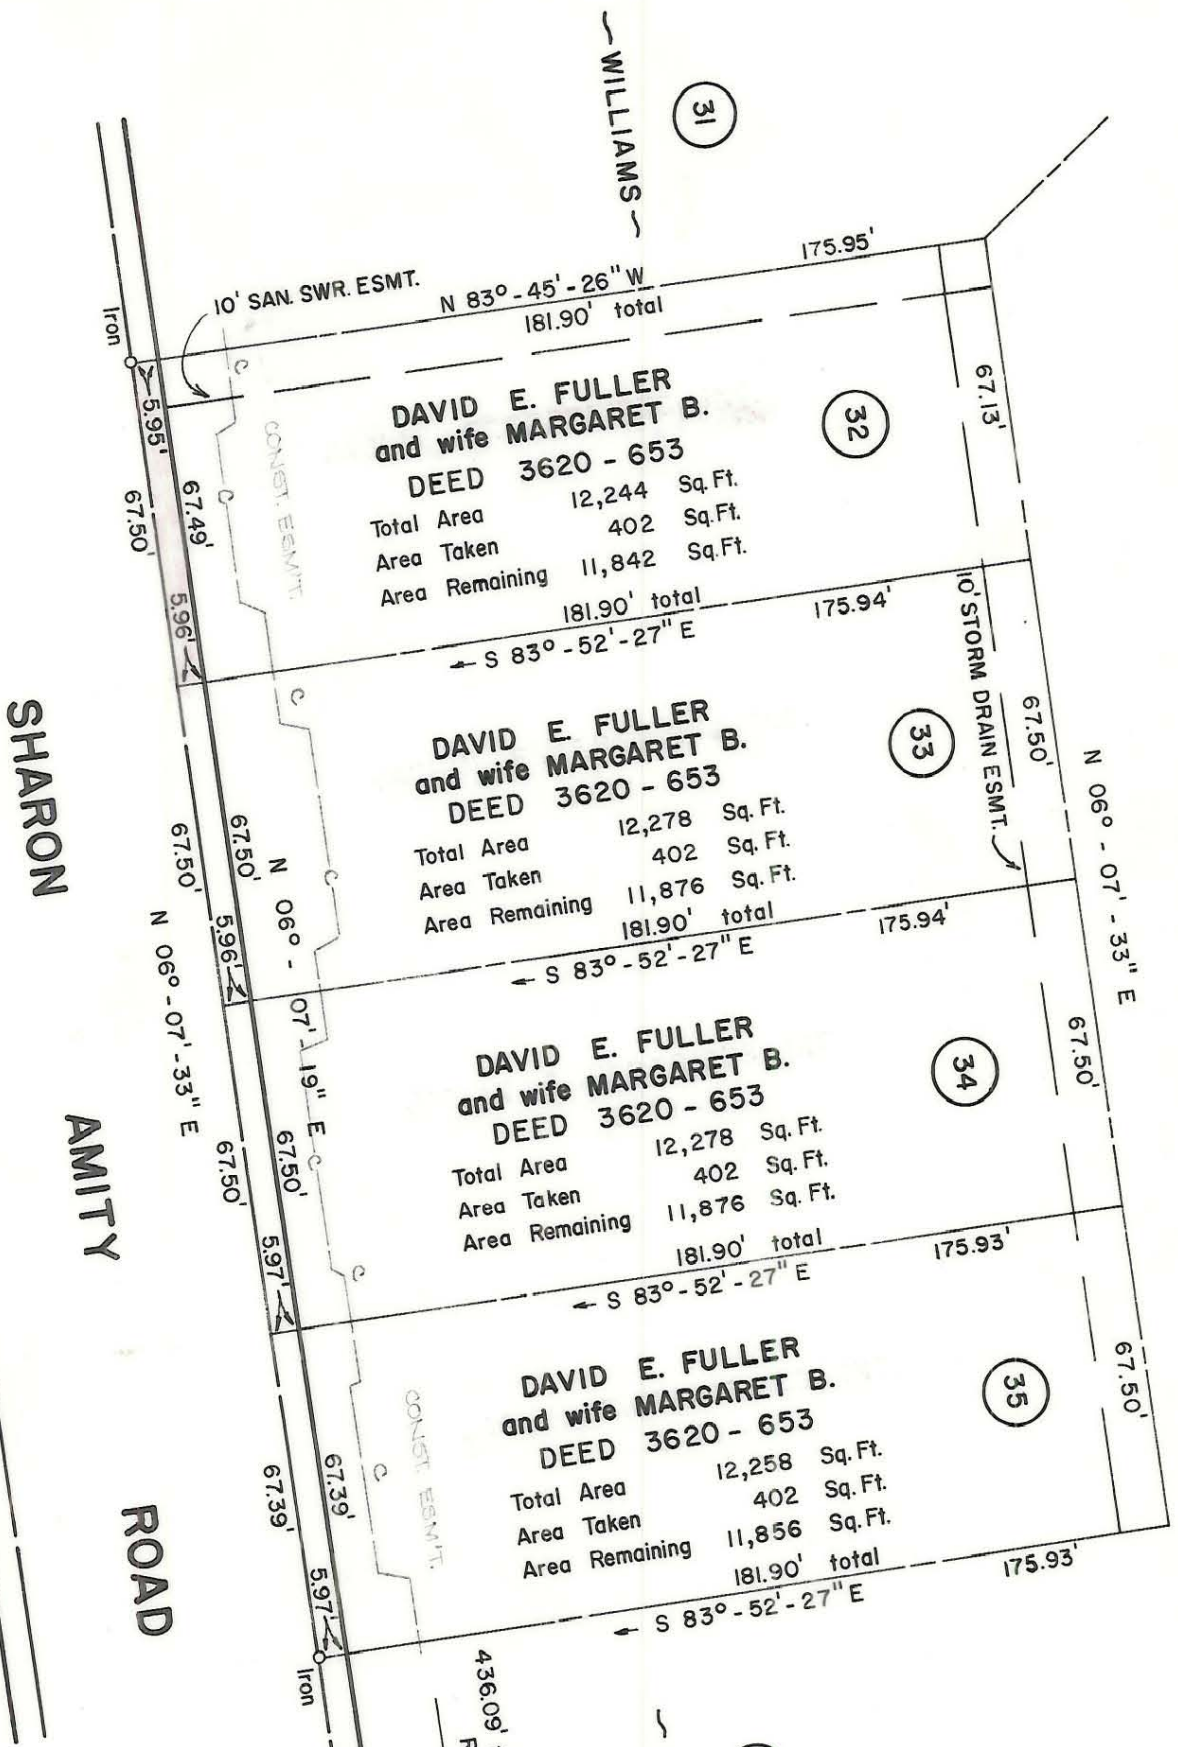 ~WILLIAMS~
31
10' SAN. SWR. ESMT.
N 83° - 45' - 26" W
175.95'
181.90' total
Iron
5.95'
67.50'
67.49'
5.96'
C
C
CONST. ESM'T.
DAVID E. FULLER
and wife MARGARET B.
DEED 3620 - 653
Total Area 12,244 Sq. Ft.
Area Taken 402 Sq. Ft.
Area Remaining 11,842 Sq. Ft.
32
67.13'
181.90' total
175.94'
← S 83° - 52' - 27" E
10' STORM DRAIN ESMT.
C
C
DAVID E. FULLER
and wife MARGARET B.
DEED 3620 - 653
Total Area 12,278 Sq. Ft.
Area Taken 402 Sq. Ft.
Area Remaining 11,876 Sq. Ft.
33
67.50'
N 06° - 07' - 33" E
67.50'
67.50'
5.96'
N 06° - 07' - 19" E
N 06° - 07' - 33" E
181.90' total
175.94'
← S 83° - 52' - 27" E
DAVID E. FULLER
and wife MARGARET B.
DEED 3620 - 653
Total Area 12,278 Sq. Ft.
Area Taken 402 Sq. Ft.
Area Remaining 11,876 Sq. Ft.
34
67.50'
67.50'
67.50'
5.97'
C
C
181.90' total
175.93'
← S 83° - 52' - 27" E
DAVID E. FULLER
and wife MARGARET B.
DEED 3620 - 653
Total Area 12,258 Sq. Ft.
Area Taken 402 Sq. Ft.
Area Remaining 11,856 Sq. Ft.
35
67.50'
CONST. ESM'T.
C
67.39'
67.39'
5.97'
Iron
181.90' total
175.93'
← S 83° - 52' - 27" E
436.09'
SHARON AMITY ROAD